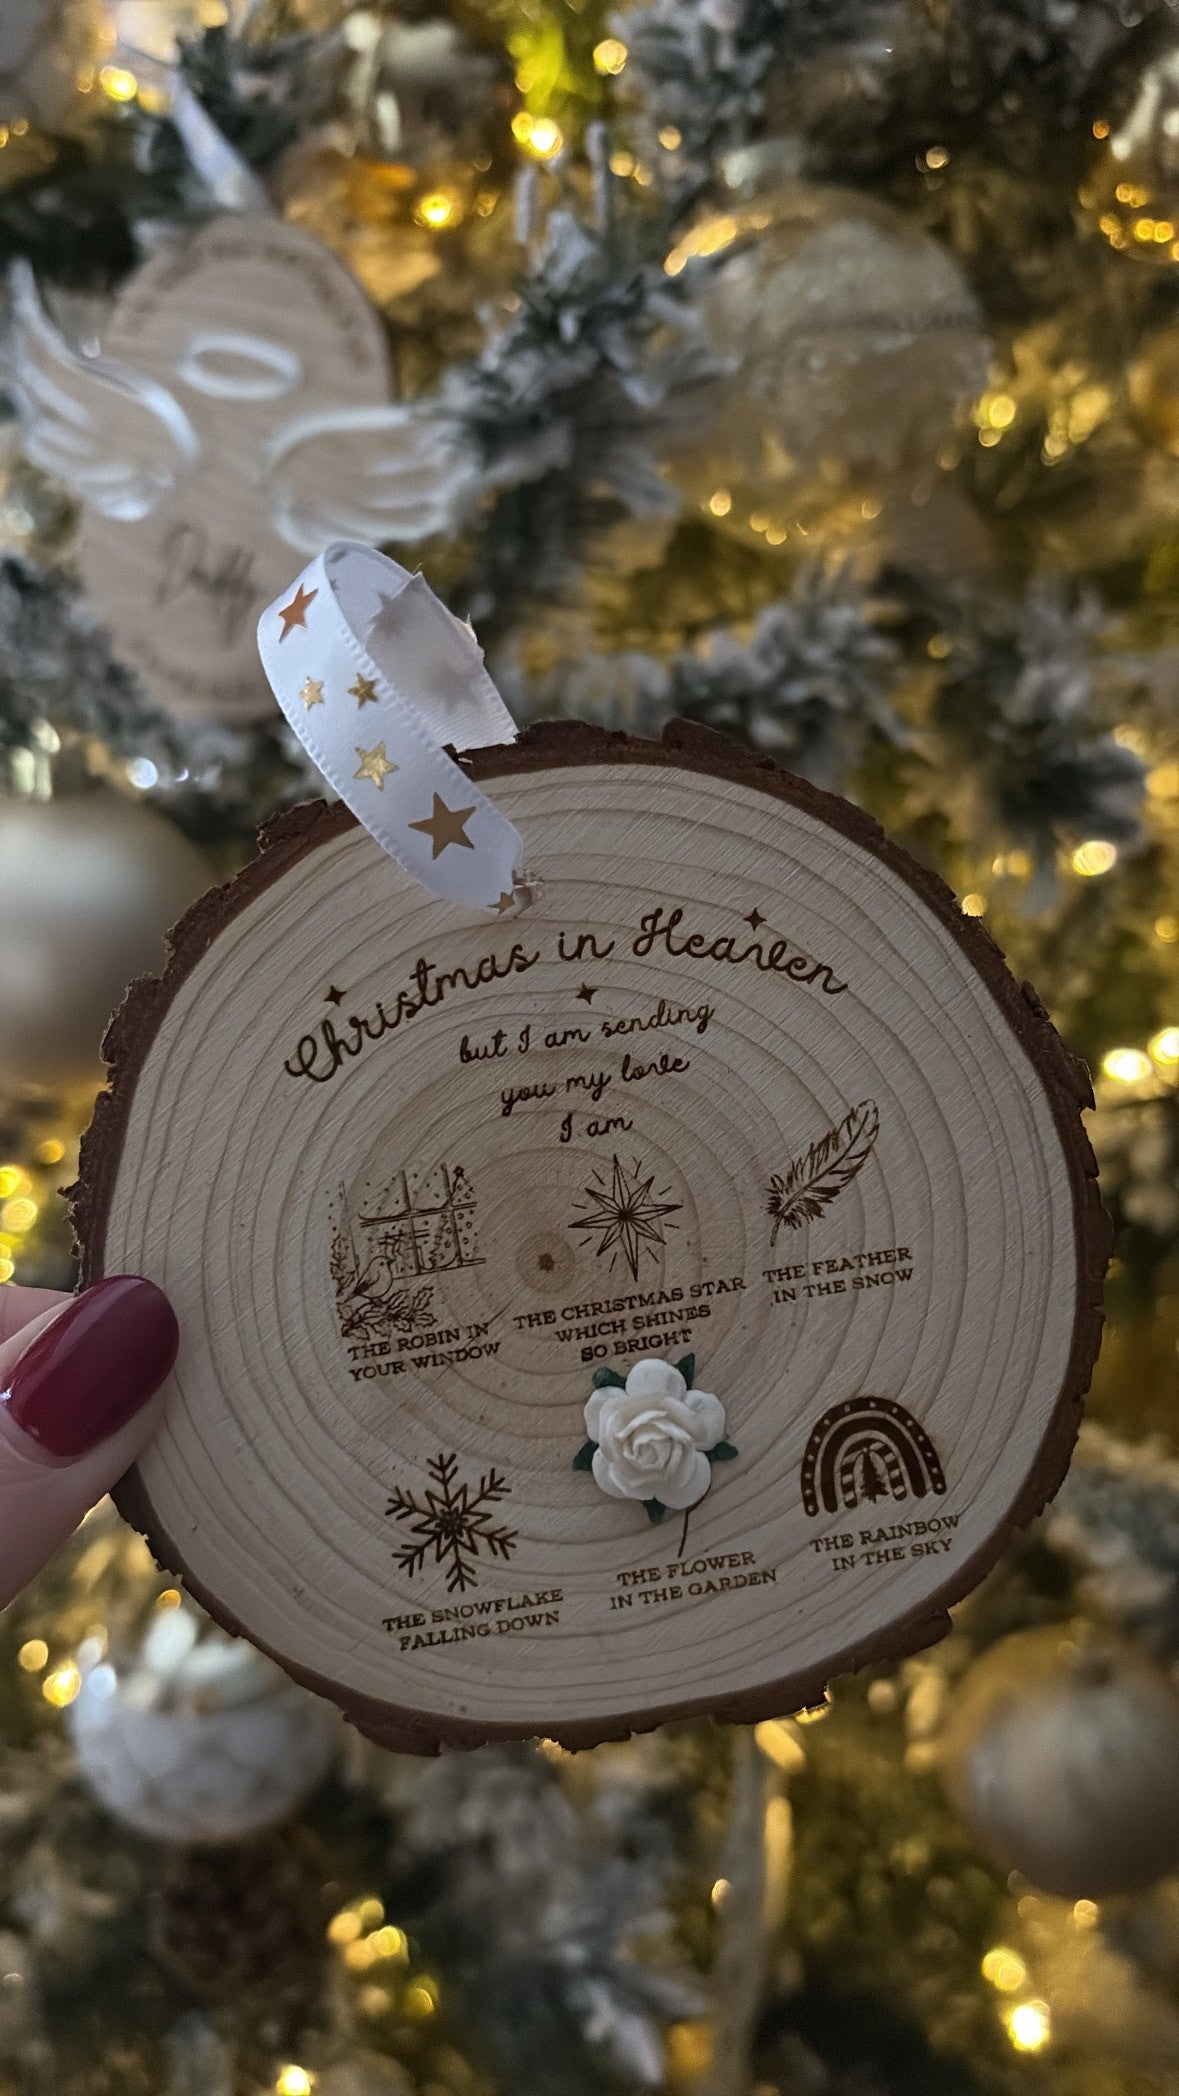 Christmas in Heaven
but I am sending
you my love
I am
THE ROBIN IN
YOUR WINDOW
THE CHRISTMAS STAR
WHICH SHINES
SO BRIGHT
THE FEATHER
IN THE SNOW
THE SNOWFLAKE
FALLING DOWN
THE FLOWER
IN THE GARDEN
THE RAINBOW
IN THE SKY